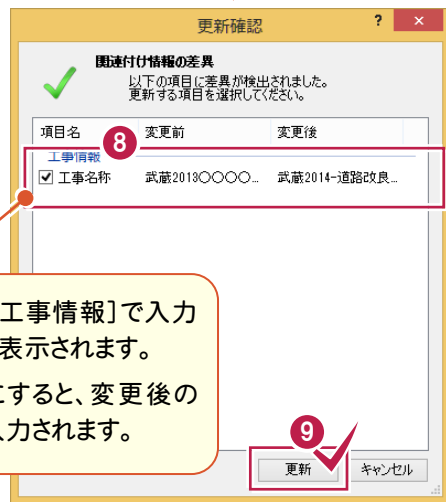 更新確認
? ×
関連付け情報の差異
以下の項目に差異が検出されました。
更新する項目を選択してください。
項目名 変更前 変更後
8
工事情報
工事名称 武蔵2013〇〇〇〇... 武蔵2014-道路改良...
工事情報]で入力
表示されます。
にすると、変更後の
入力されます。
9
更新 キャンセル